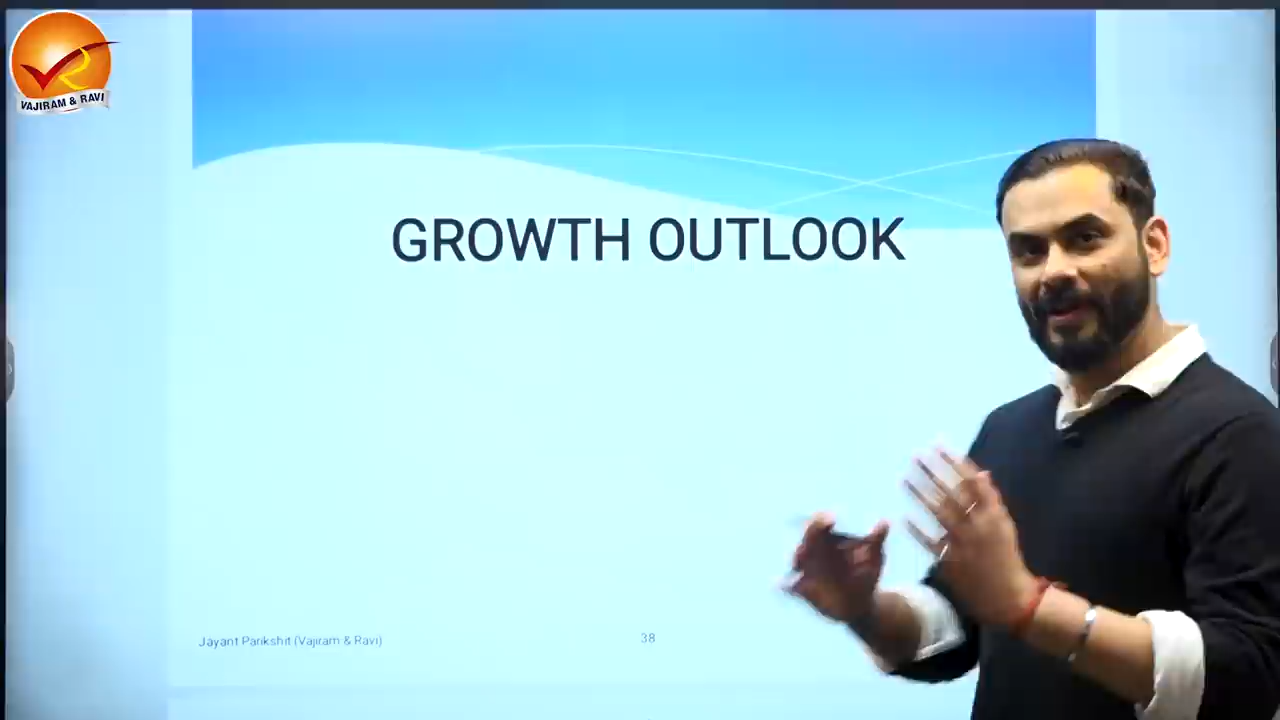 VAJIRAM & RAVI
GROWTH OUTLOOK
Jayant Parikshit (Vajiram & Ravi)
38